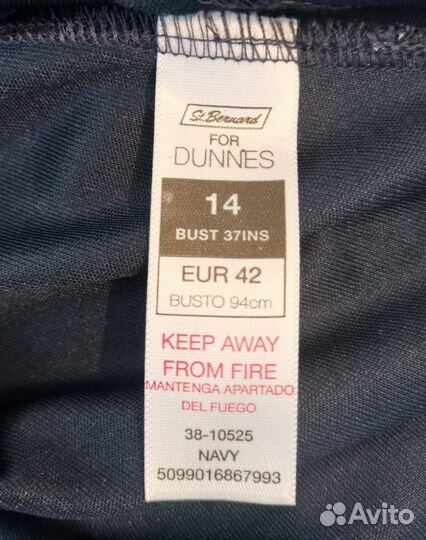 St. Bernard
FOR
DUNNES
14
BUST 37INS
EUR 42
BUSTO 94cm
KEEP AWAY
FROM FIRE
MANTENGA APARTADO
DEL FUEGO
38-10525
NAVY
5099016867993
Avito